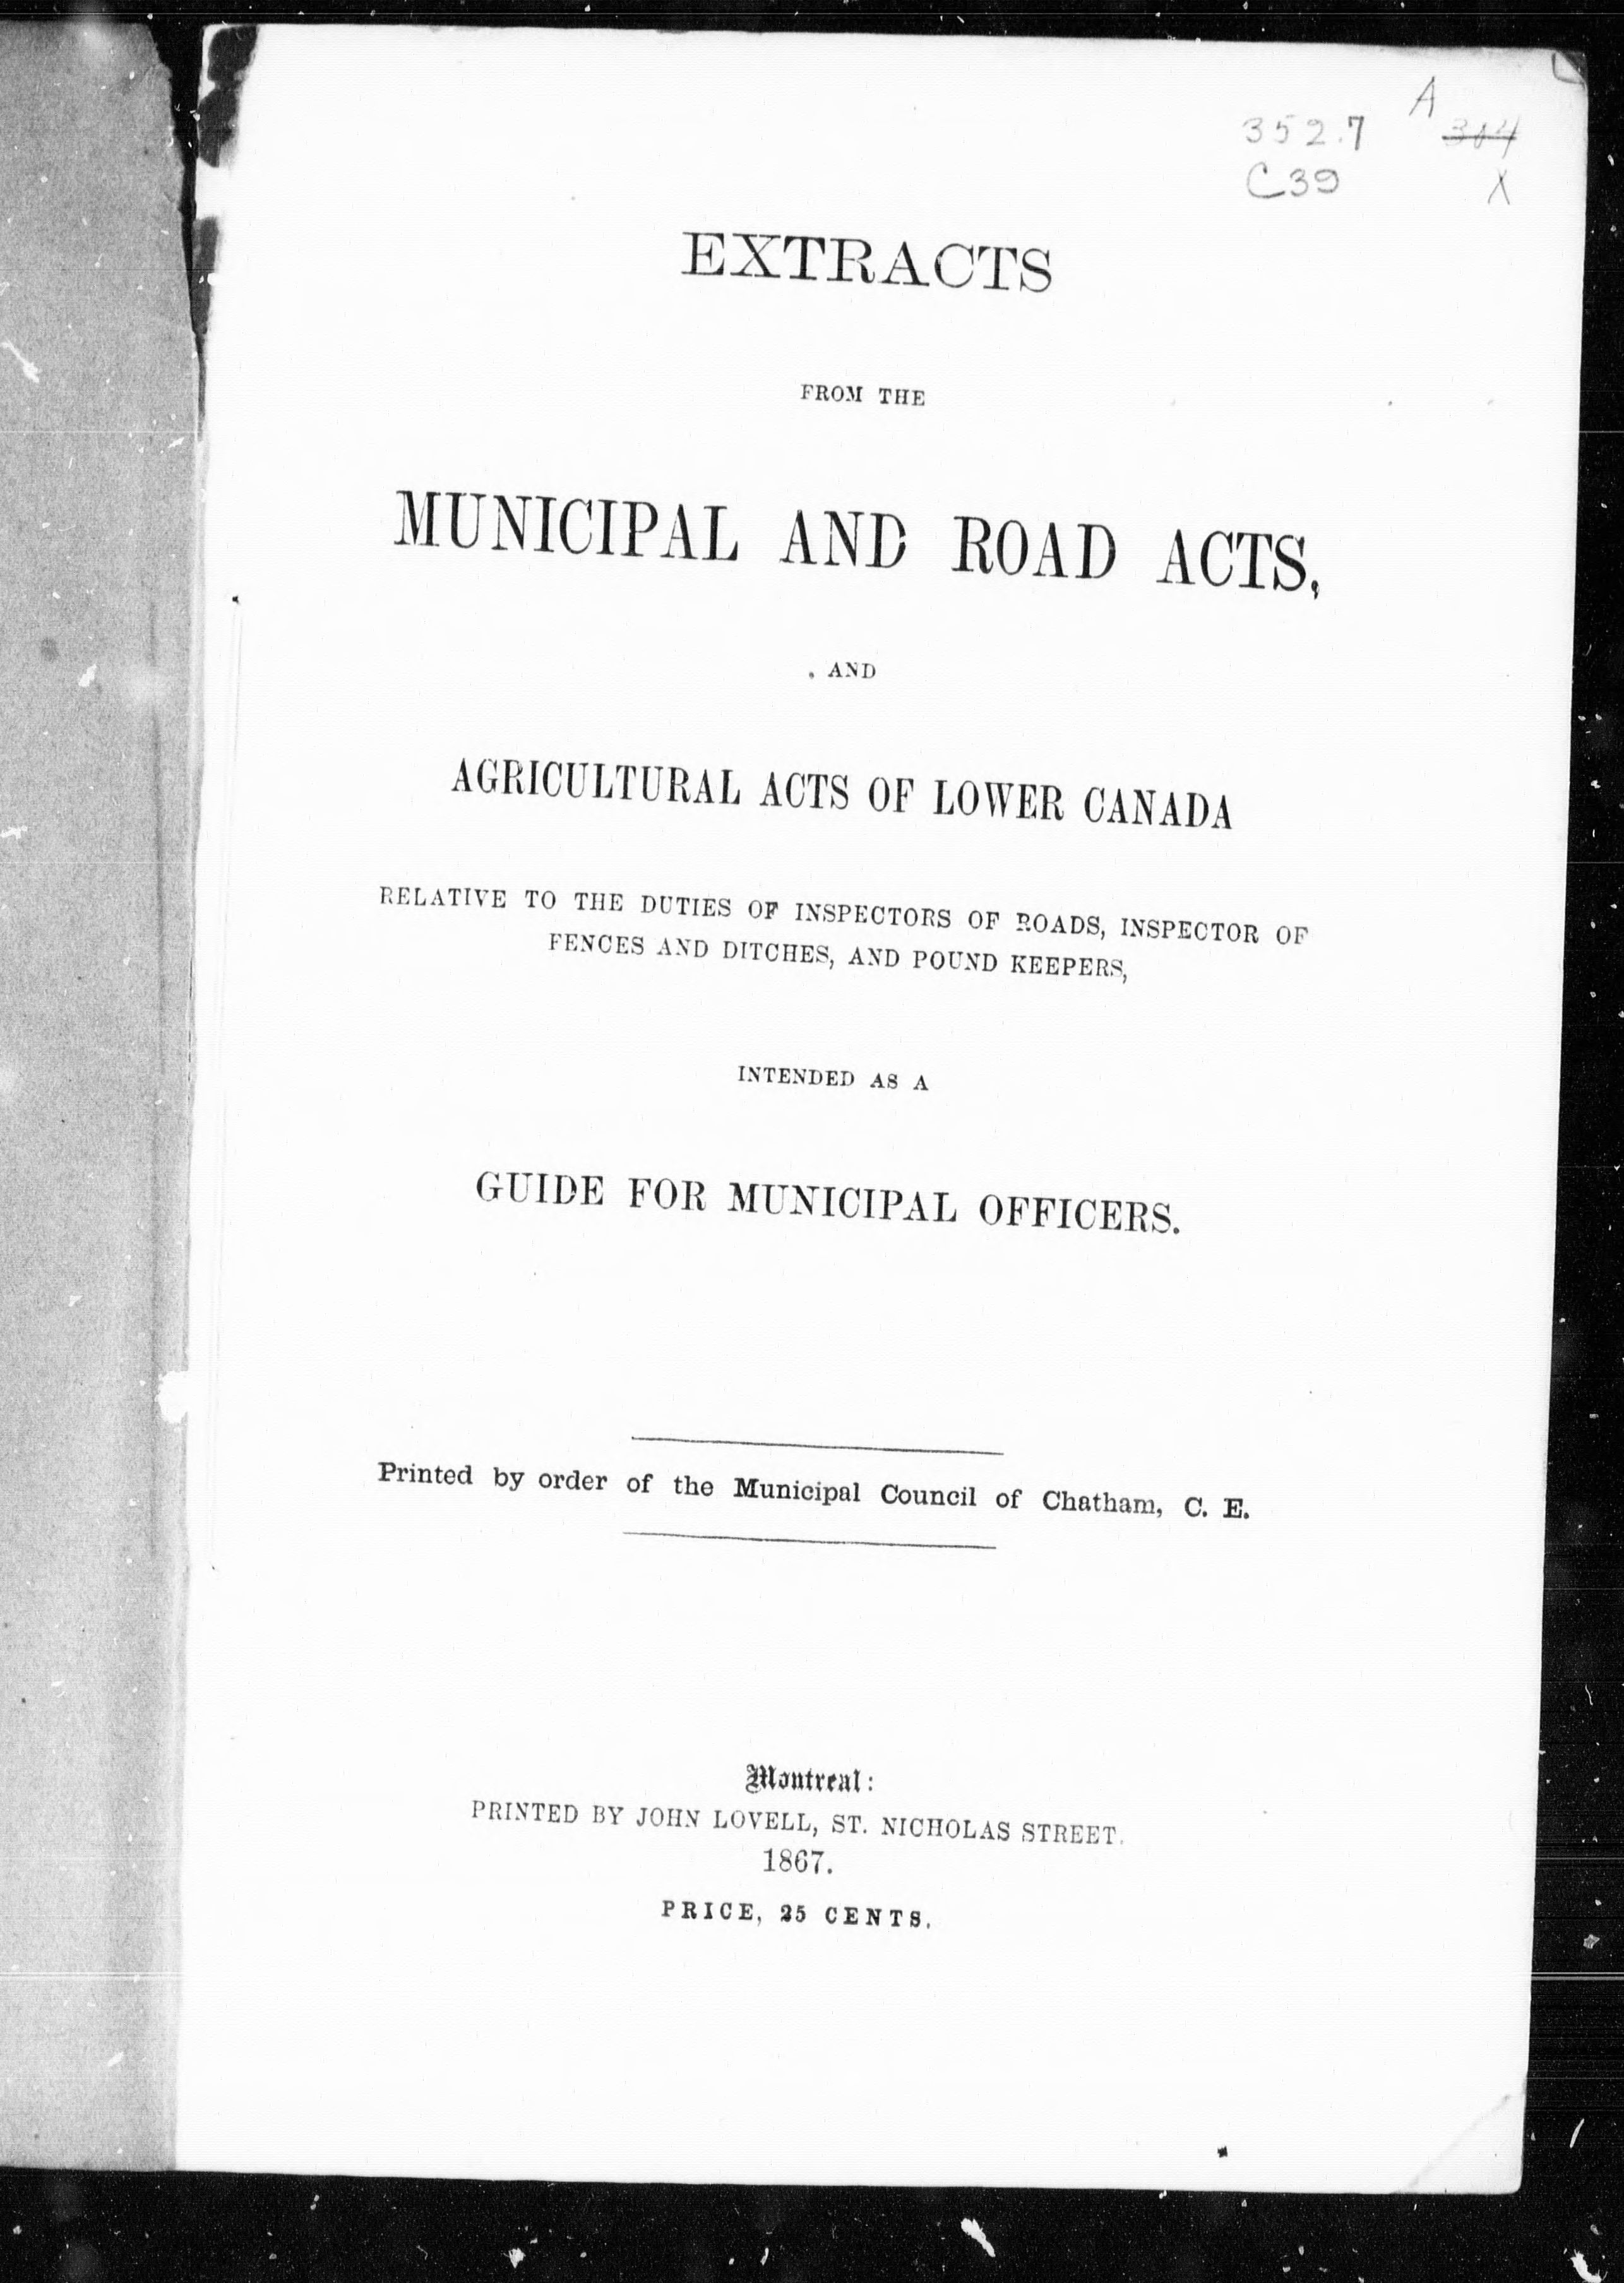 A
352.7 304
C39 X
EXTRACTS
FROM THE
MUNICIPAL AND ROAD ACTS,
AND
AGRICULTURAL ACTS OF LOWER CANADA
RELATIVE TO THE DUTIES OF INSPECTORS OF ROADS, INSPECTOR OF
FENCES AND DITCHES, AND POUND KEEPERS,
INTENDED AS A
GUIDE FOR MUNICIPAL OFFICERS.
Printed by order of the Municipal Council of Chatham, C. E.
Montreal:
PRINTED BY JOHN LOVELL, ST. NICHOLAS STREET.
1867.
PRICE, 25 CENTS.